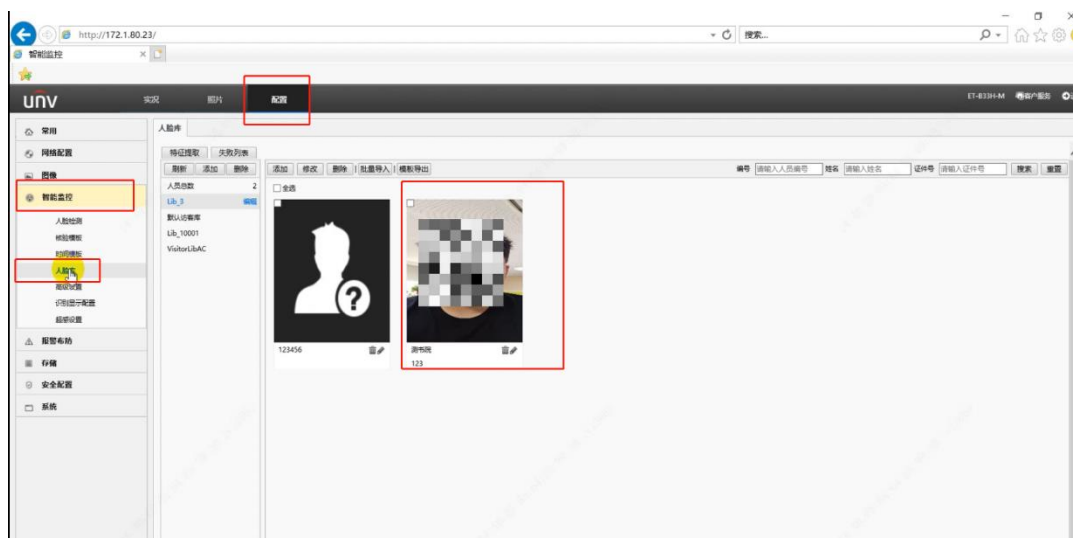 http://172.1.80.23/
搜索...
智能监控
unv
实况 照片 配置
ET-B33H-M 客户服务
常用
网络配置
图像
智能监控
人脸检测
核验模板
时间模板
人脸库
高级设置
识别显示配置
超感设置
报警布防
存储
安全配置
系统
人脸库
特征提取 失败列表
刷新 添加 删除
人员总数 2
Lib_3 编辑
默认访客库
Lib_10001
VisitorLibAC
添加 修改 删除 批量导入 模板导出
编号 请输入人员编号 姓名 请输入姓名 证件号 请输入证件号 搜索 重置
全选
123456
123